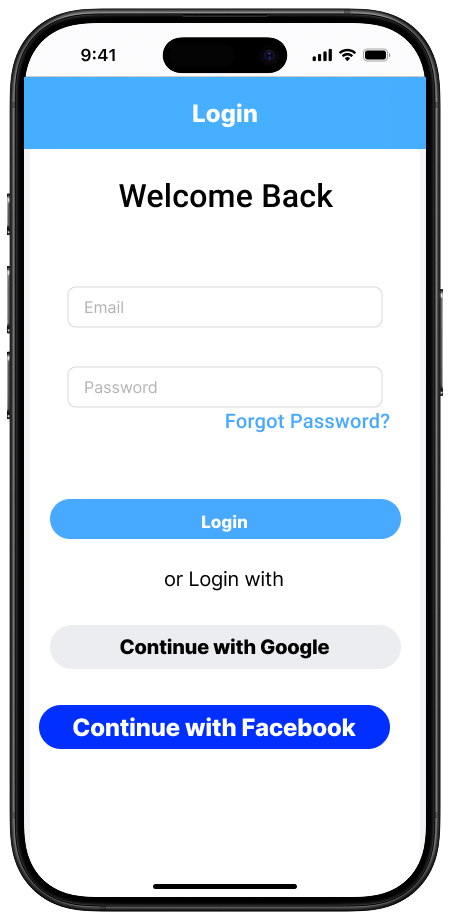 9:41
Login
Welcome Back
Email
Password
Forgot Password?
Login
or Login with
Continue with Google
Continue with Facebook